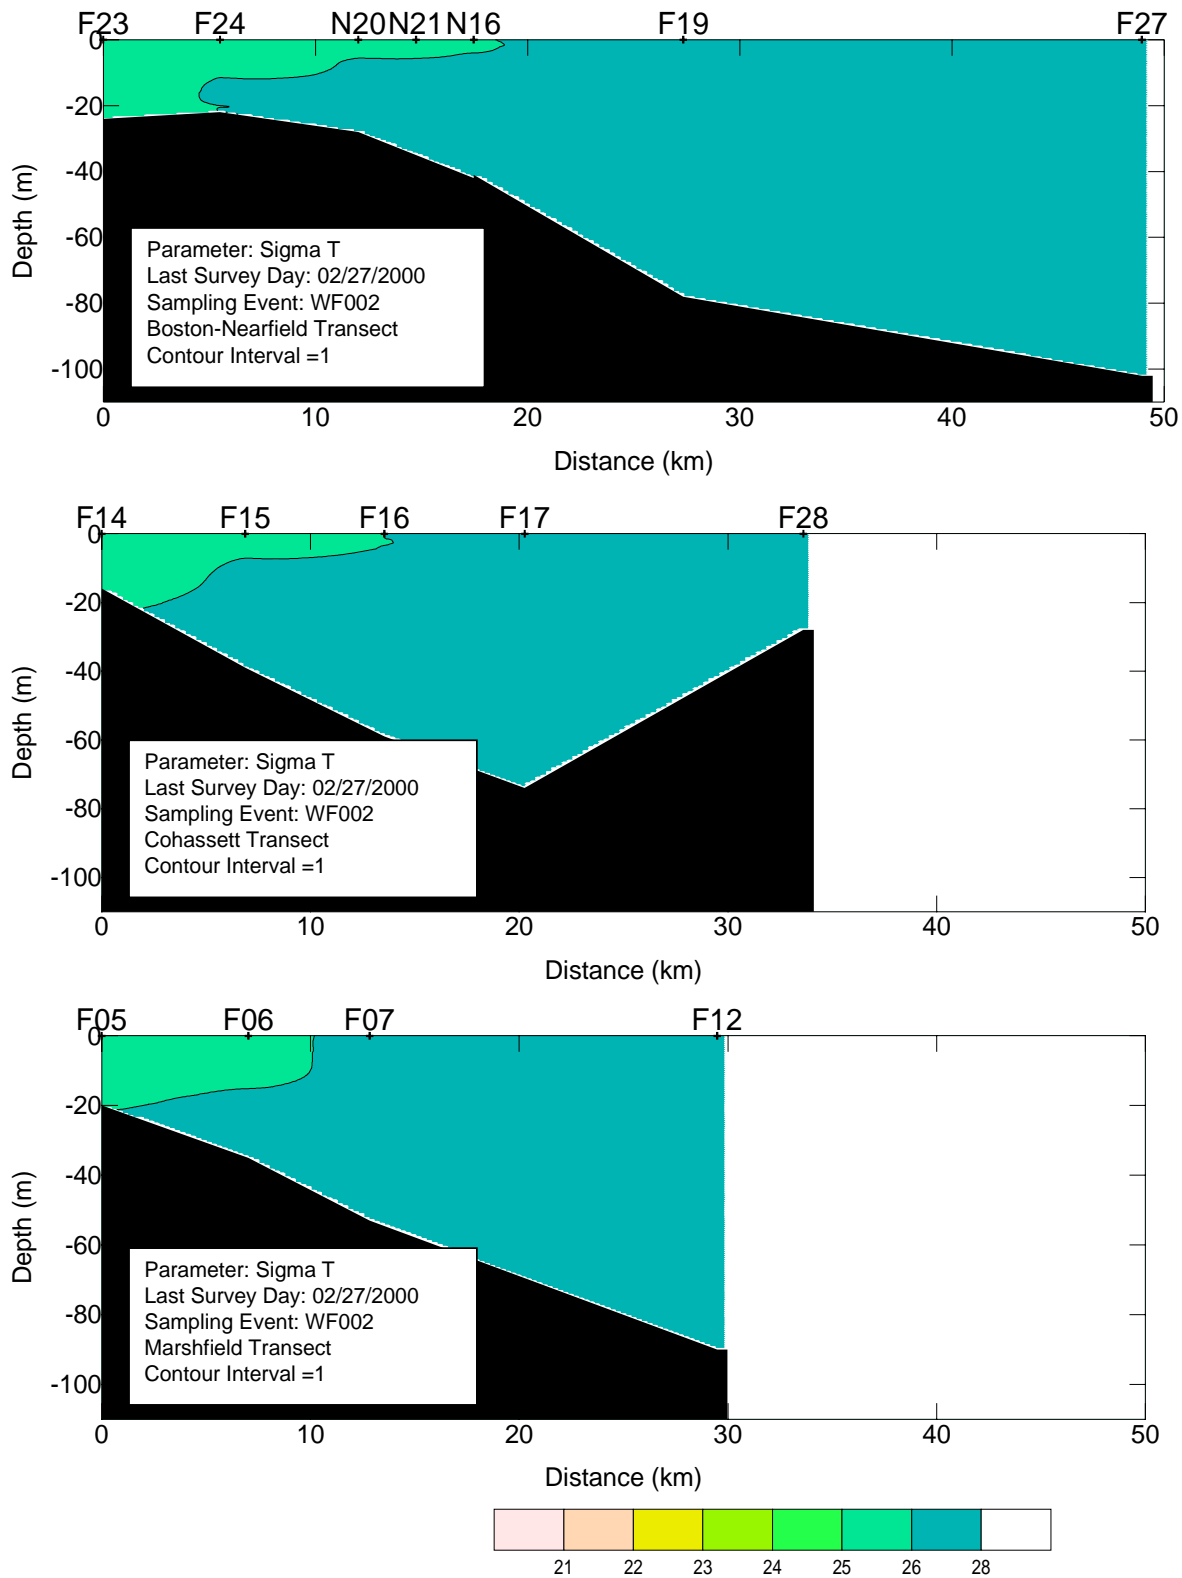 F23 F24 N20 N21 N16 F19 F27
0
-20
-40
-60
-80
-100
Depth (m)
Parameter: Sigma T
Last Survey Day: 02/27/2000
Sampling Event: WF002
Boston-Nearfield Transect
Contour Interval =1
0 10 20 30 40 50
Distance (km)
F14 F15 F16 F17 F28
0
-20
-40
-60
-80
-100
Depth (m)
Parameter: Sigma T
Last Survey Day: 02/27/2000
Sampling Event: WF002
Cohassett Transect
Contour Interval =1
0 10 20 30 40 50
Distance (km)
F05 F06 F07 F12
0
-20
-40
-60
-80
-100
Depth (m)
Parameter: Sigma T
Last Survey Day: 02/27/2000
Sampling Event: WF002
Marshfield Transect
Contour Interval =1
0 10 20 30 40 50
Distance (km)
21 22 23 24 25 26 28